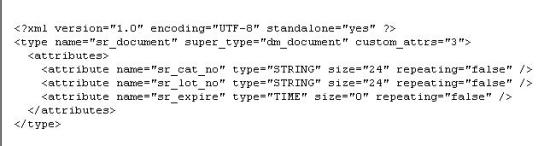 <?xml version="1.0" encoding="UTF-8" standalone="yes" ?>
<type name="sr_document" super_type="dm_document" custom_attrs="3">
<attributes>
<attribute name="sr_cat_no" type="STRING" size="24" repeating="false" />
<attribute name="sr_lot_no" type="STRING" size="24" repeating="false" />
<attribute name="sr_expire" type="TIME" size="0" repeating="false" />
</attributes>
</type>